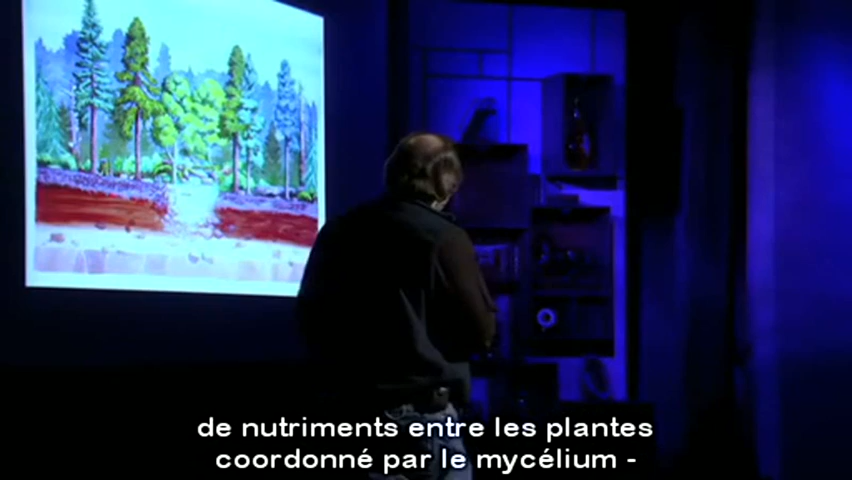 de nutriments entre les plantes
coordonné par le mycélium -